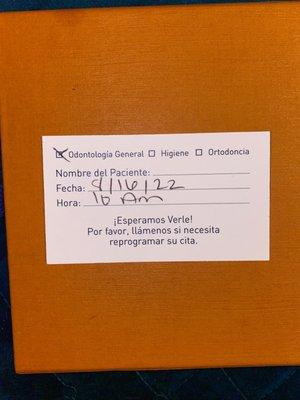 ☒ Odontología General ☐ Higiene ☐ Ortodoncia
Nombre del Paciente:
Fecha: 8/16/22
Hora: 10 Am
¡Esperamos Verle!
Por favor, llámenos si necesita
reprogramar su cita.